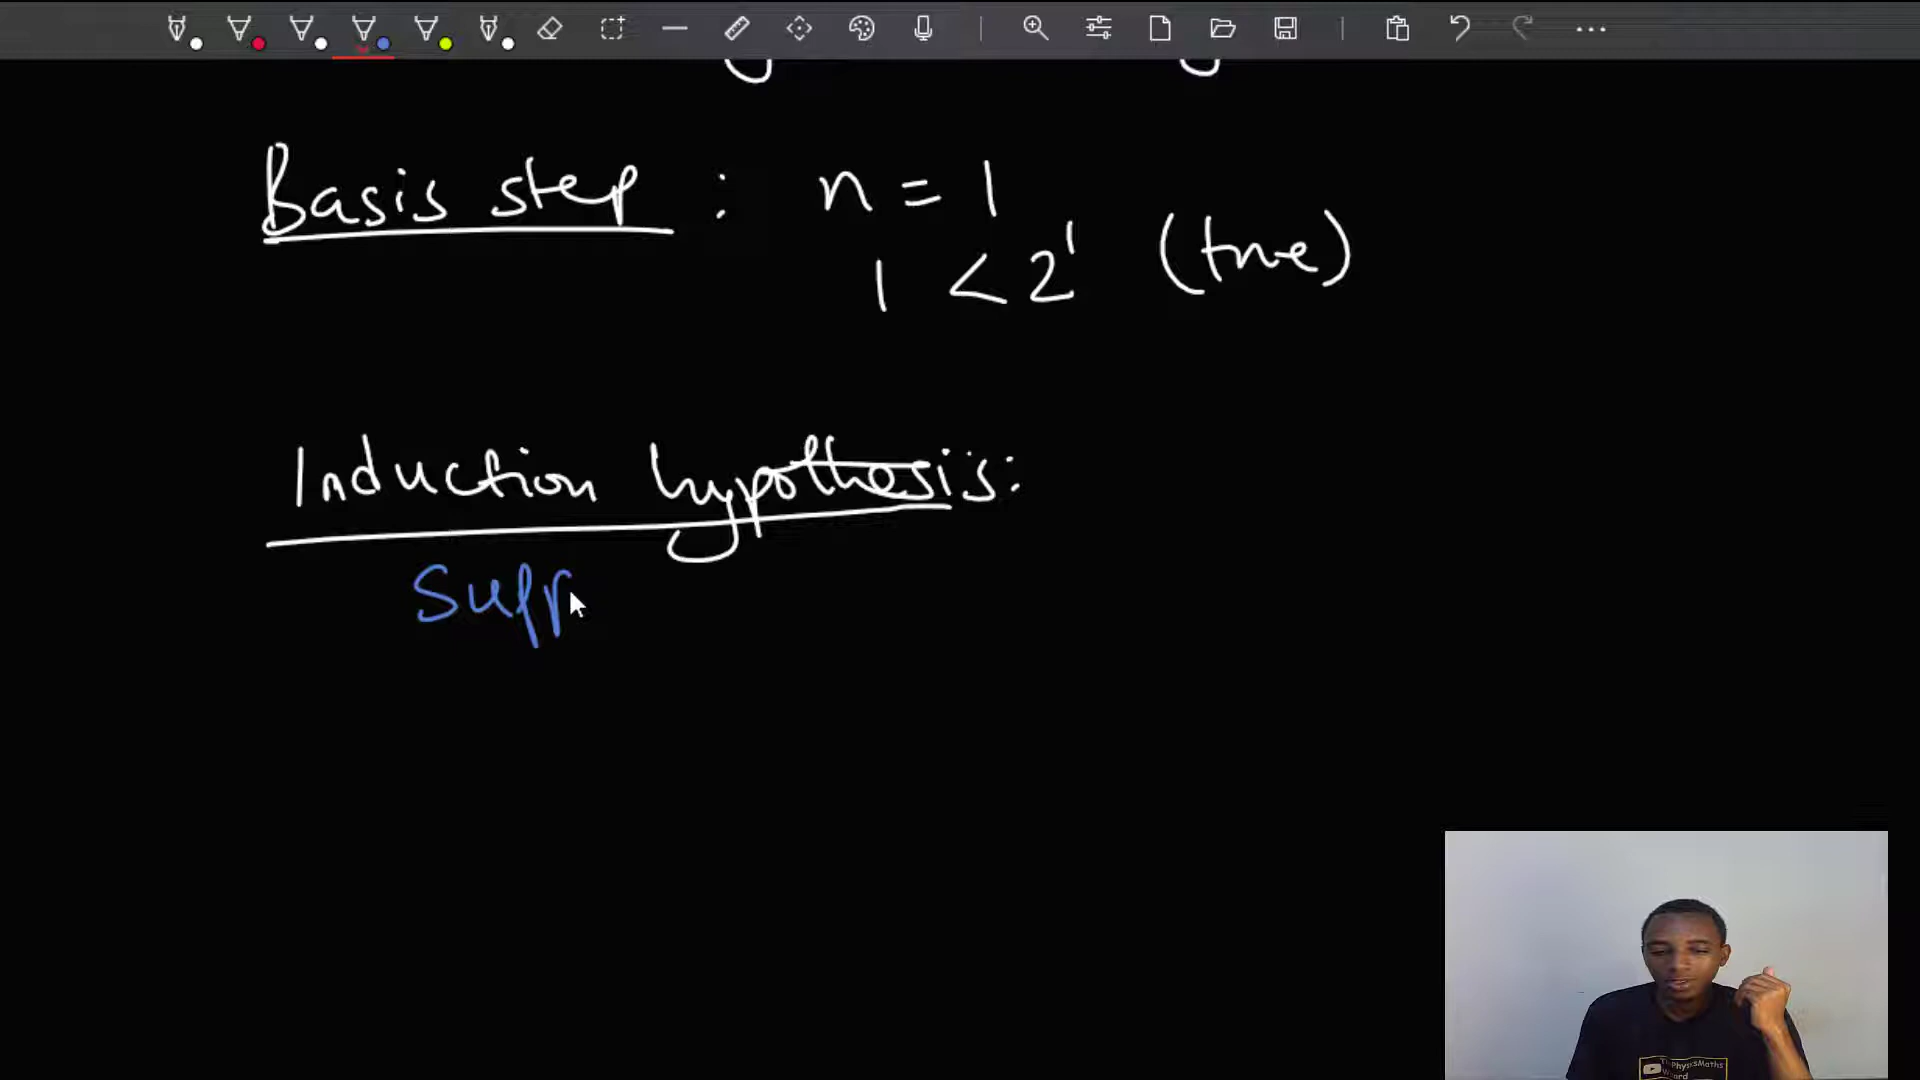 Basis step : n = 1
1 < 2¹ (true)
Induction hypothesis:
Supp